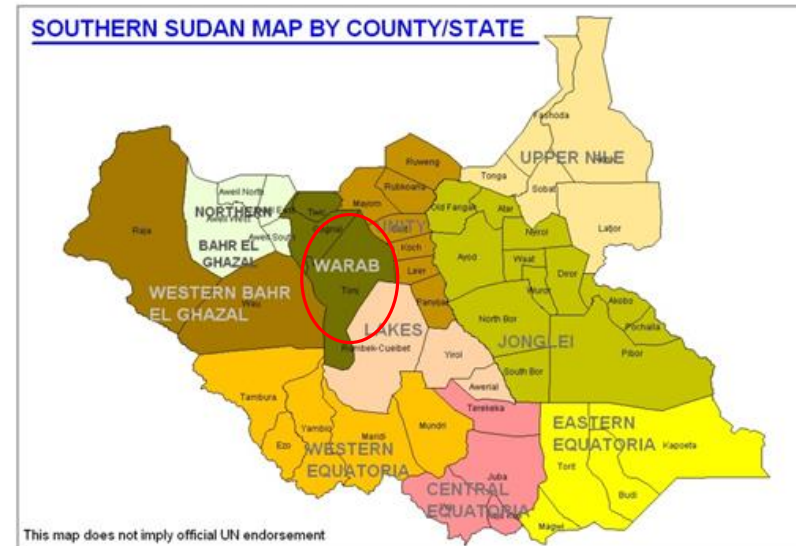 SOUTHERN SUDAN MAP BY COUNTY/STATE
Fashoda
UPPER NILE
Ruweng
Tonga
Rubkona
Sobat
Aweil North
Mayom
Old Fangak
Atar
NORTHERN
Twic
UNITY
Nyirol
Latjor
Raja
Aweil South
Koch
BAHR EL
GHAZAL
WARAB
Ayod
Waat
Leer
Diror
WESTERN BAHR
EL GHAZAL
Tonj
Wuror
Akobo
Wau
North Bor
Pochalla
LAKES
JONGLEI
Pibor
Rumbek-Cueibet
Yirol
South Bor
Awerial
Tambura
Terekeka
EASTERN
EQUATORIA
Mundri
Yambio
Maridi
Kapoeta
Ezo
WESTERN
EQUATORIA
Torit
Juba
CENTRAL
EQUATORIA
Budi
Magwi
This map does not imply official UN endorsement